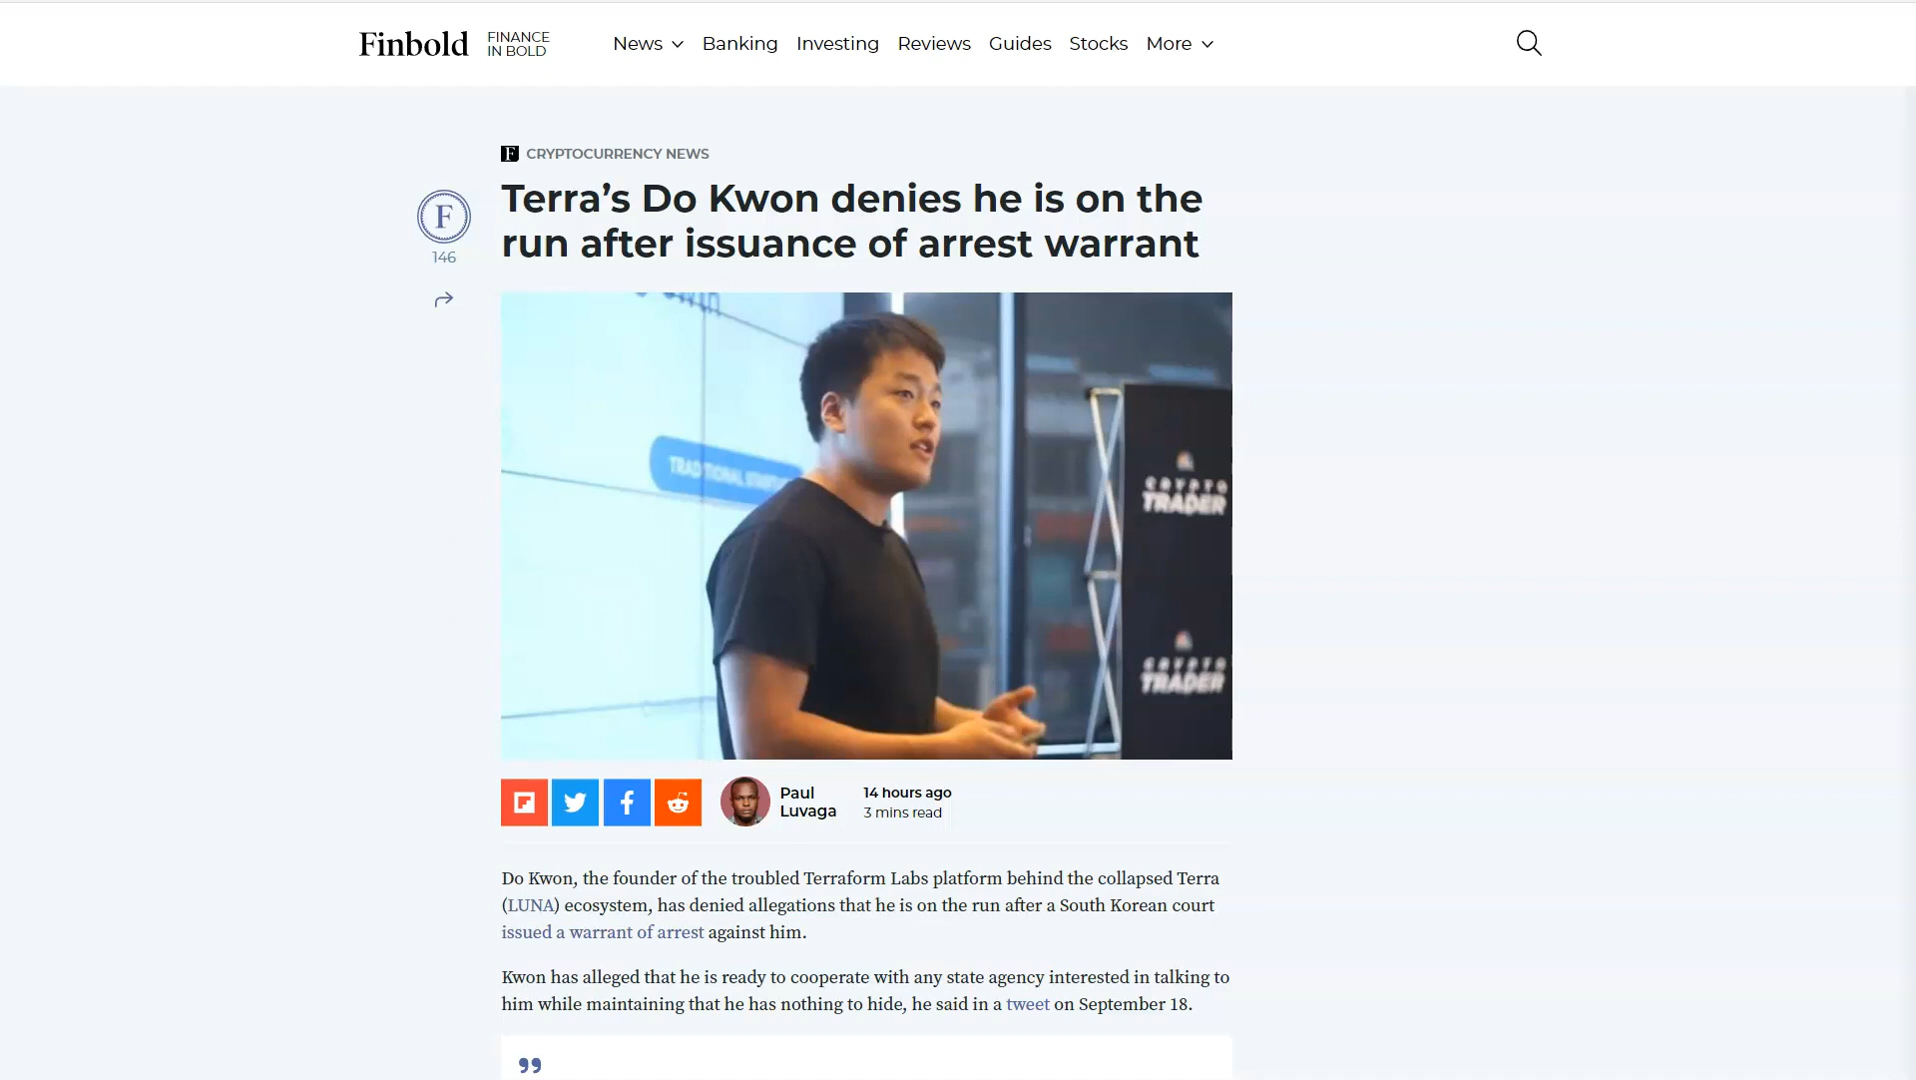 Finbold
FINANCE
IN BOLD
News
Banking
Investing
Reviews
Guides
Stocks
More
F CRYPTOCURRENCY NEWS
Terra’s Do Kwon denies he is on the
run after issuance of arrest warrant
F
146
TRADITIONAL
CRYPTO
TRADER
CRYPTO
TRADER
Paul
Luvaga
14 hours ago
3 mins read
Do Kwon, the founder of the troubled Terraform Labs platform behind the collapsed Terra
(LUNA) ecosystem, has denied allegations that he is on the run after a South Korean court
issued a warrant of arrest against him.
Kwon has alleged that he is ready to cooperate with any state agency interested in talking to
him while maintaining that he has nothing to hide, he said in a tweet on September 18.
”